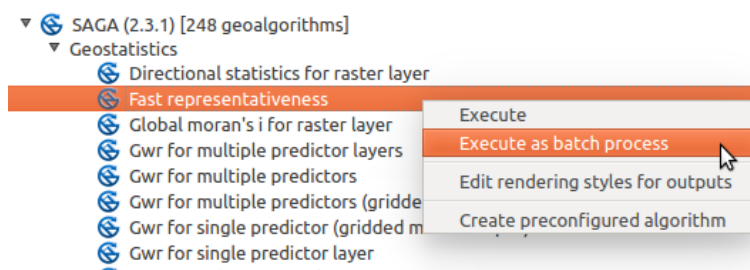 SAGA (2.3.1) [248 geoalgorithms]
Geostatistics
Directional statistics for raster layer
Fast representativeness
Execute
Global moran's i for raster layer
Execute as batch process
Gwr for multiple predictor layers
Gwr for multiple predictors
Edit rendering styles for outputs
Gwr for multiple predictors (gridde
Create preconfigured algorithm
Gwr for single predictor (gridded m
Gwr for single predictor layer